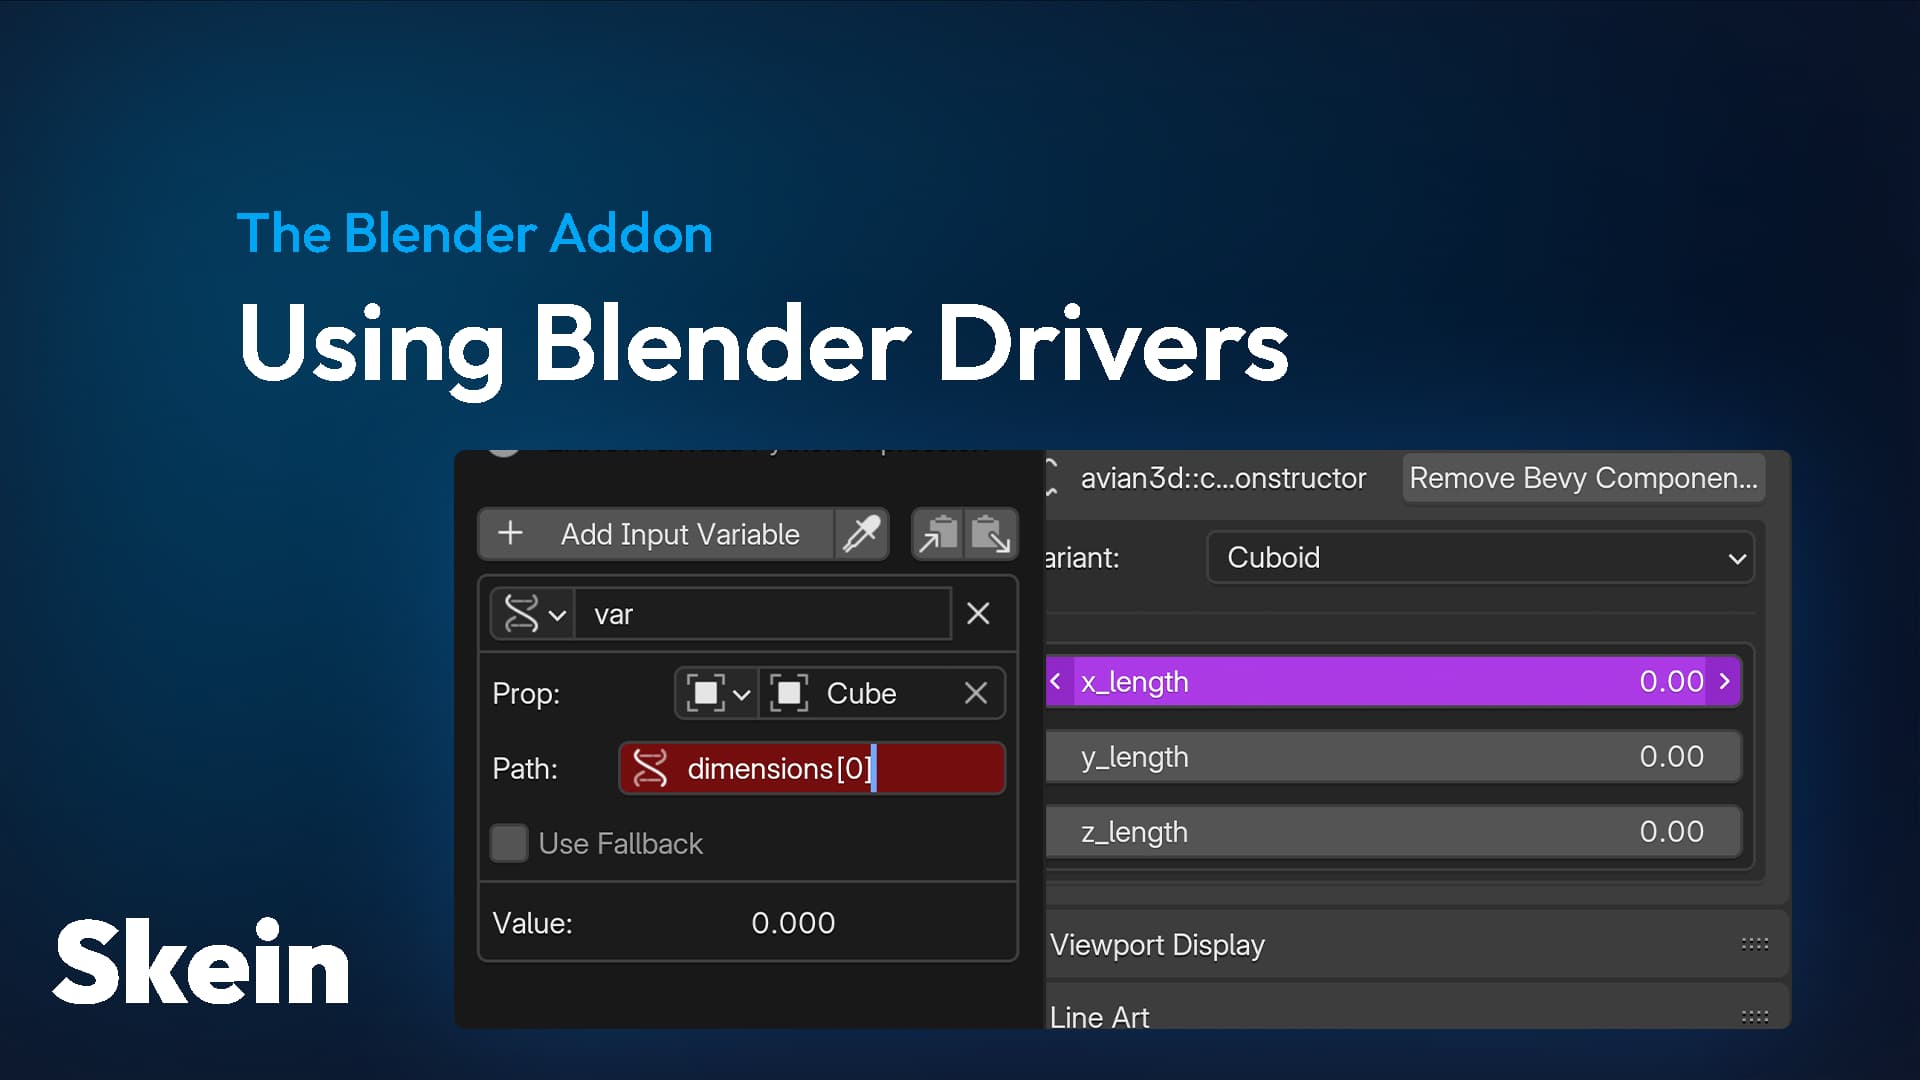 The Blender Addon
Using Blender Drivers
Add Input Variable
var
Prop: Cube
Path: dimensions[0]
Use Fallback
Value: 0.000
avian3d::c...onstructor Remove Bevy Componen...
ariant: Cuboid
x_length 0.00
y_length 0.00
z_length 0.00
Viewport Display
Line Art
Skein